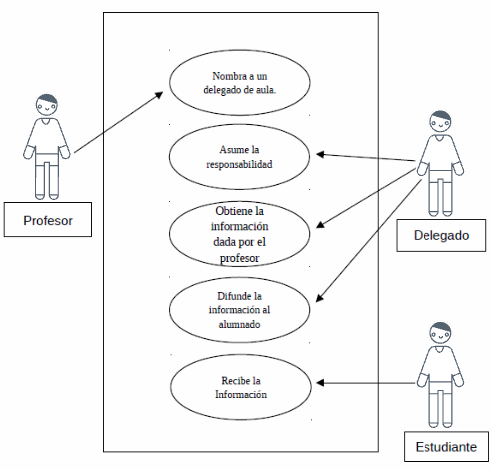 Nombra a un
delegado de aula.
Asume la
responsabilidad
Profesor
Obtiene la
información
dada por el
profesor
Delegado
Difunde la
información al
alumnado
Recibe la
Información
Estudiante